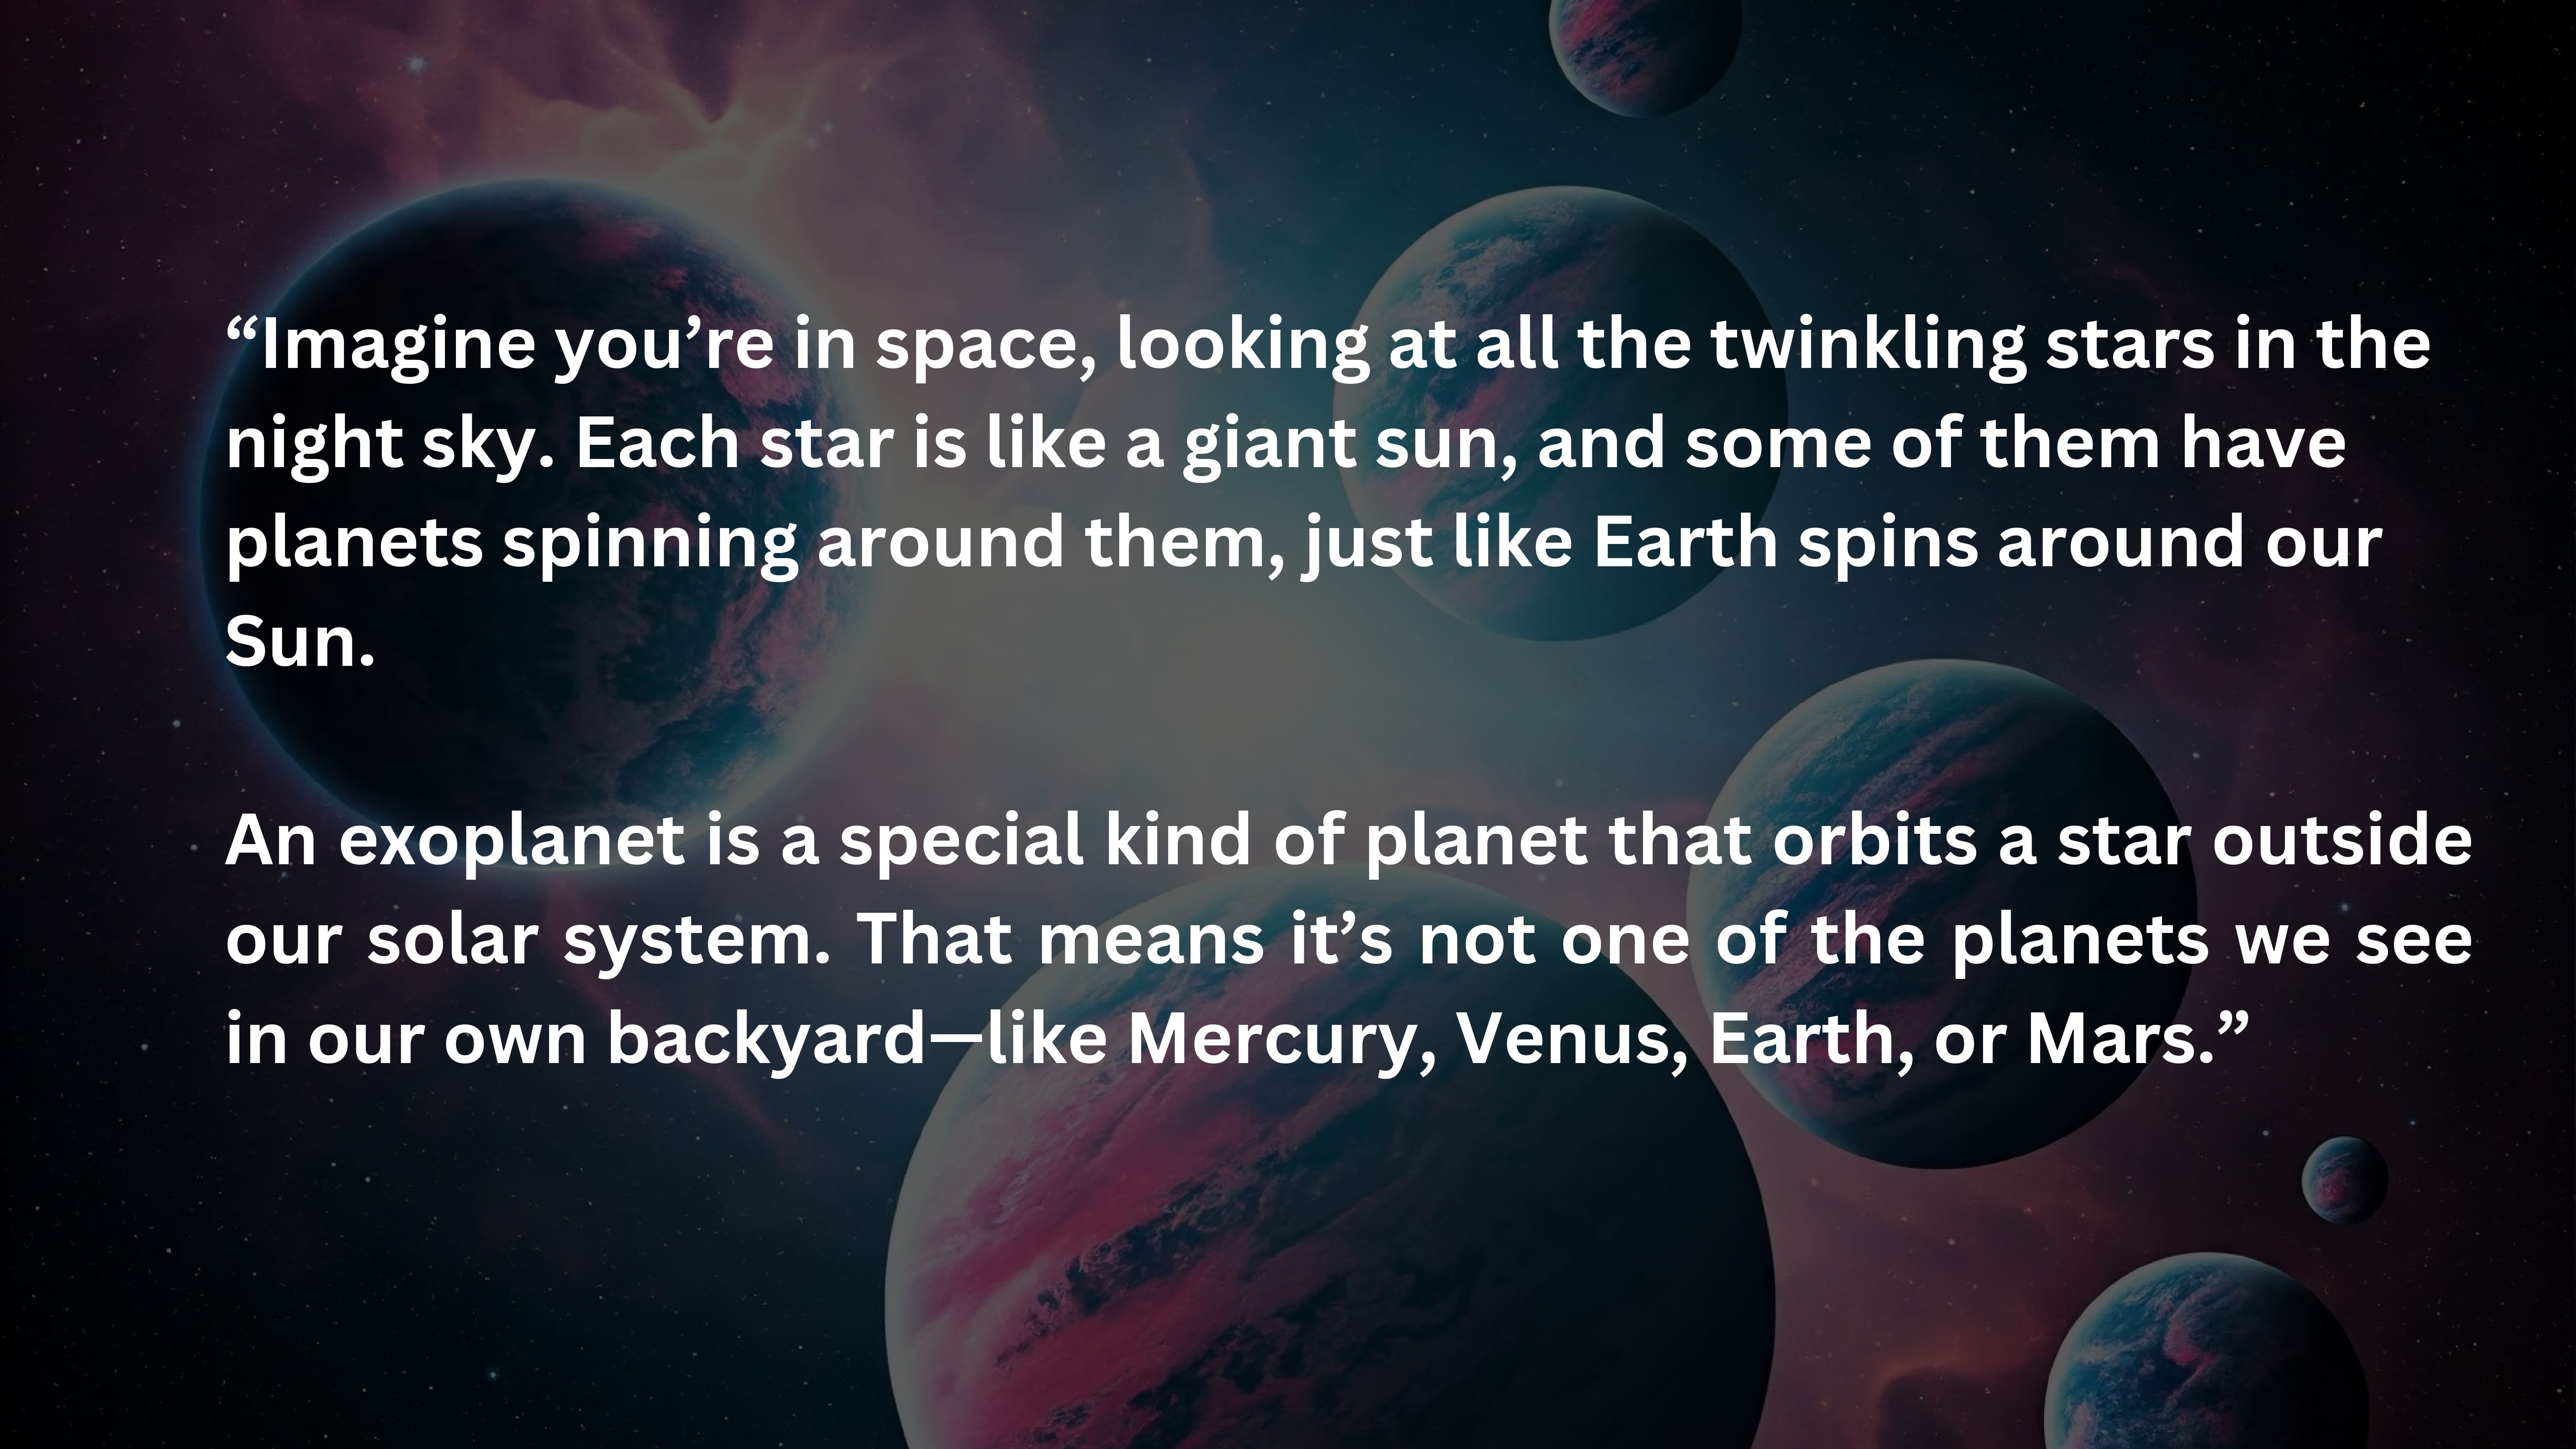 “Imagine you’re in space, looking at all the twinkling stars in the
night sky. Each star is like a giant sun, and some of them have
planets spinning around them, just like Earth spins around our
Sun.
An exoplanet is a special kind of planet that orbits a star outside
our solar system. That means it’s not one of the planets we see
in our own backyard—like Mercury, Venus, Earth, or Mars.”